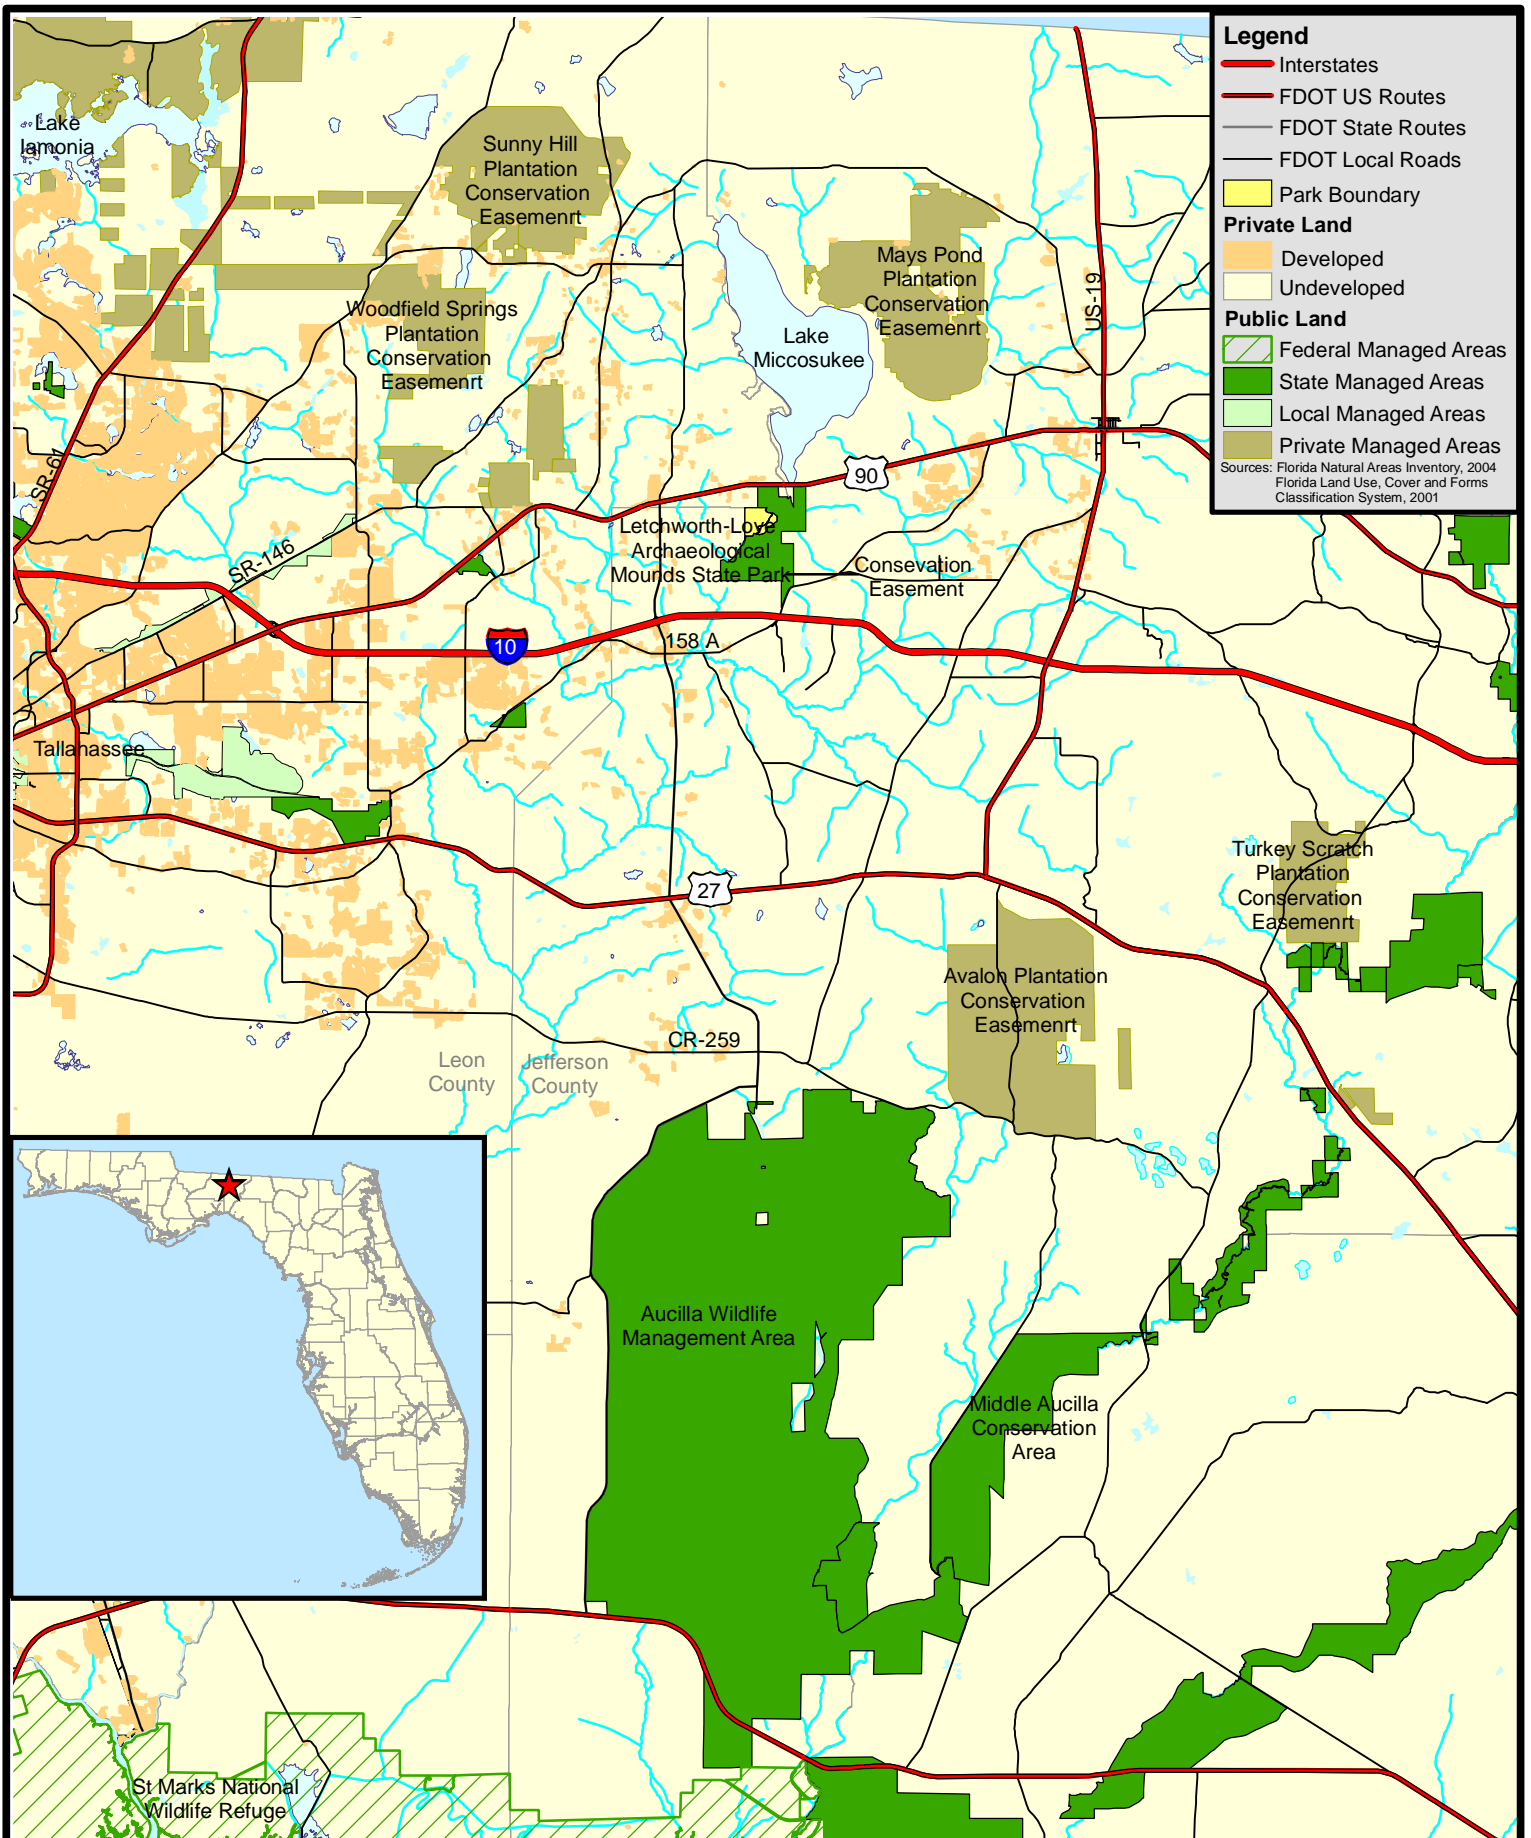 Legend
Interstates
FDOT US Routes
FDOT State Routes
FDOT Local Roads
Park Boundary
Private Land
Developed
Undeveloped
Public Land
Federal Managed Areas
State Managed Areas
Local Managed Areas
Private Managed Areas
Sources: Florida Natural Areas Inventory, 2004
Florida Land Use, Cover and Forms
Classification System, 2001
Lake
Iamonia
Sunny Hill
Plantation
Conservation
Easemenrt
Mays Pond
Plantation
Conservation
Easemenrt
US-19
Woodfield Springs
Plantation
Conservation
Easemenrt
Lake
Miccosukee
SR-61
90
Letchworth-Love
Archaeological
Mounds State Park
SR-146
Consevation
Easement
10
158 A
Tallahassee
27
Turkey Scratch
Plantation
Conservation
Easemenrt
Avalon Plantation
Conservation
Easemenrt
CR-259
Leon
County
Jefferson
County
Aucilla Wildlife
Management Area
Middle Aucilla
Conservation
Area
St Marks National
Wildlife Refuge